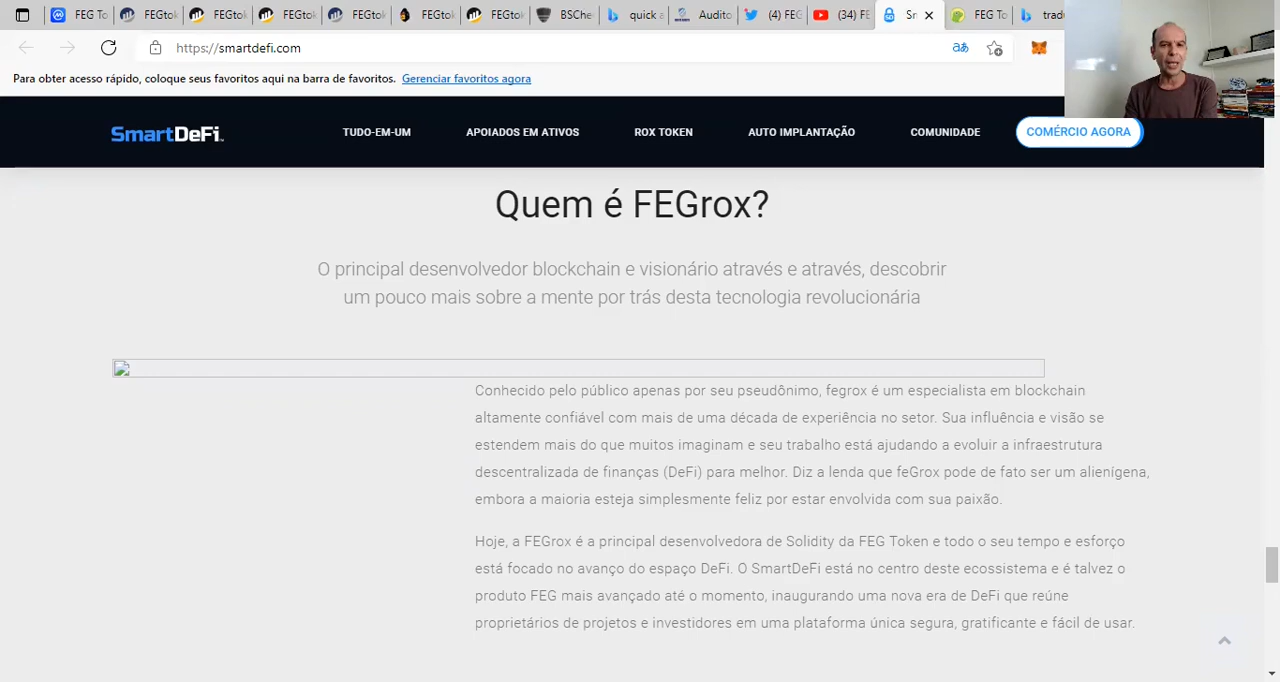 FEG To
FEGtok
FEGtok
FEGtok
FEGtok
FEGtok
FEGtok
BSChe
quick a
Audito
(4) FEG
(34) FE
Sr
FEG To
tradu
https://smartdefi.com
aあ
Para obter acesso rápido, coloque seus favoritos aqui na barra de favoritos. Gerenciar favoritos agora
SmartDeFi
TUDO-EM-UM
APOIADOS EM ATIVOS
ROX TOKEN
AUTO IMPLANTAÇÃO
COMUNIDADE
COMÉRCIO AGORA
Quem é FEGrox?
O principal desenvolvedor blockchain e visionário através e através, descobrir
um pouco mais sobre a mente por trás desta tecnologia revolucionária
Conhecido pelo público apenas por seu pseudônimo, fegrox é um especialista em blockchain
altamente confiável com mais de uma década de experiência no setor. Sua influência e visão se
estendem mais do que muitos imaginam e seu trabalho está ajudando a evoluir a infraestrutura
descentralizada de finanças (DeFi) para melhor. Diz a lenda que feGrox pode de fato ser um alienígena,
embora a maioria esteja simplesmente feliz por estar envolvida com sua paixão.
Hoje, a FEGrox é a principal desenvolvedora de Solidity da FEG Token e todo o seu tempo e esforço
está focado no avanço do espaço DeFi. O SmartDeFi está no centro deste ecossistema e é talvez o
produto FEG mais avançado até o momento, inaugurando uma nova era de DeFi que reúne
proprietários de projetos e investidores em uma plataforma única segura, gratificante e fácil de usar.